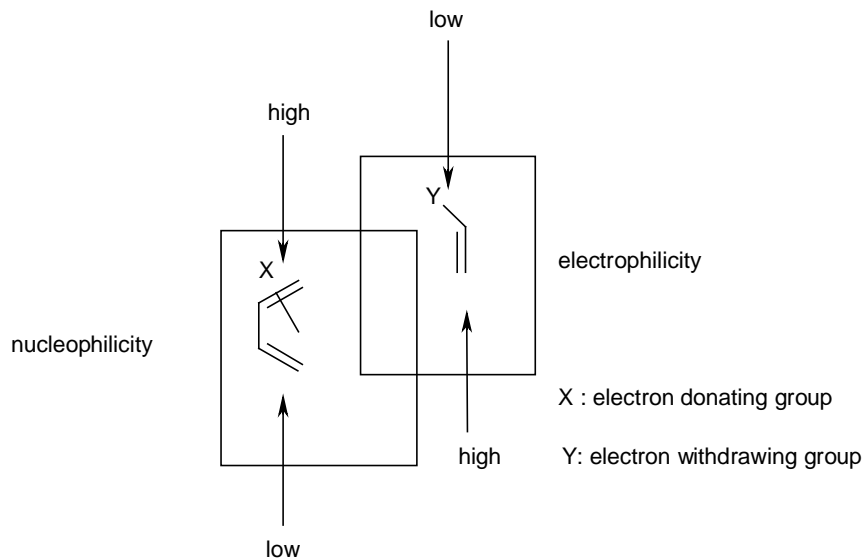 low
high
Y
electrophilicity
X
nucleophilicity
X : electron donating group
high
Y: electron withdrawing group
low